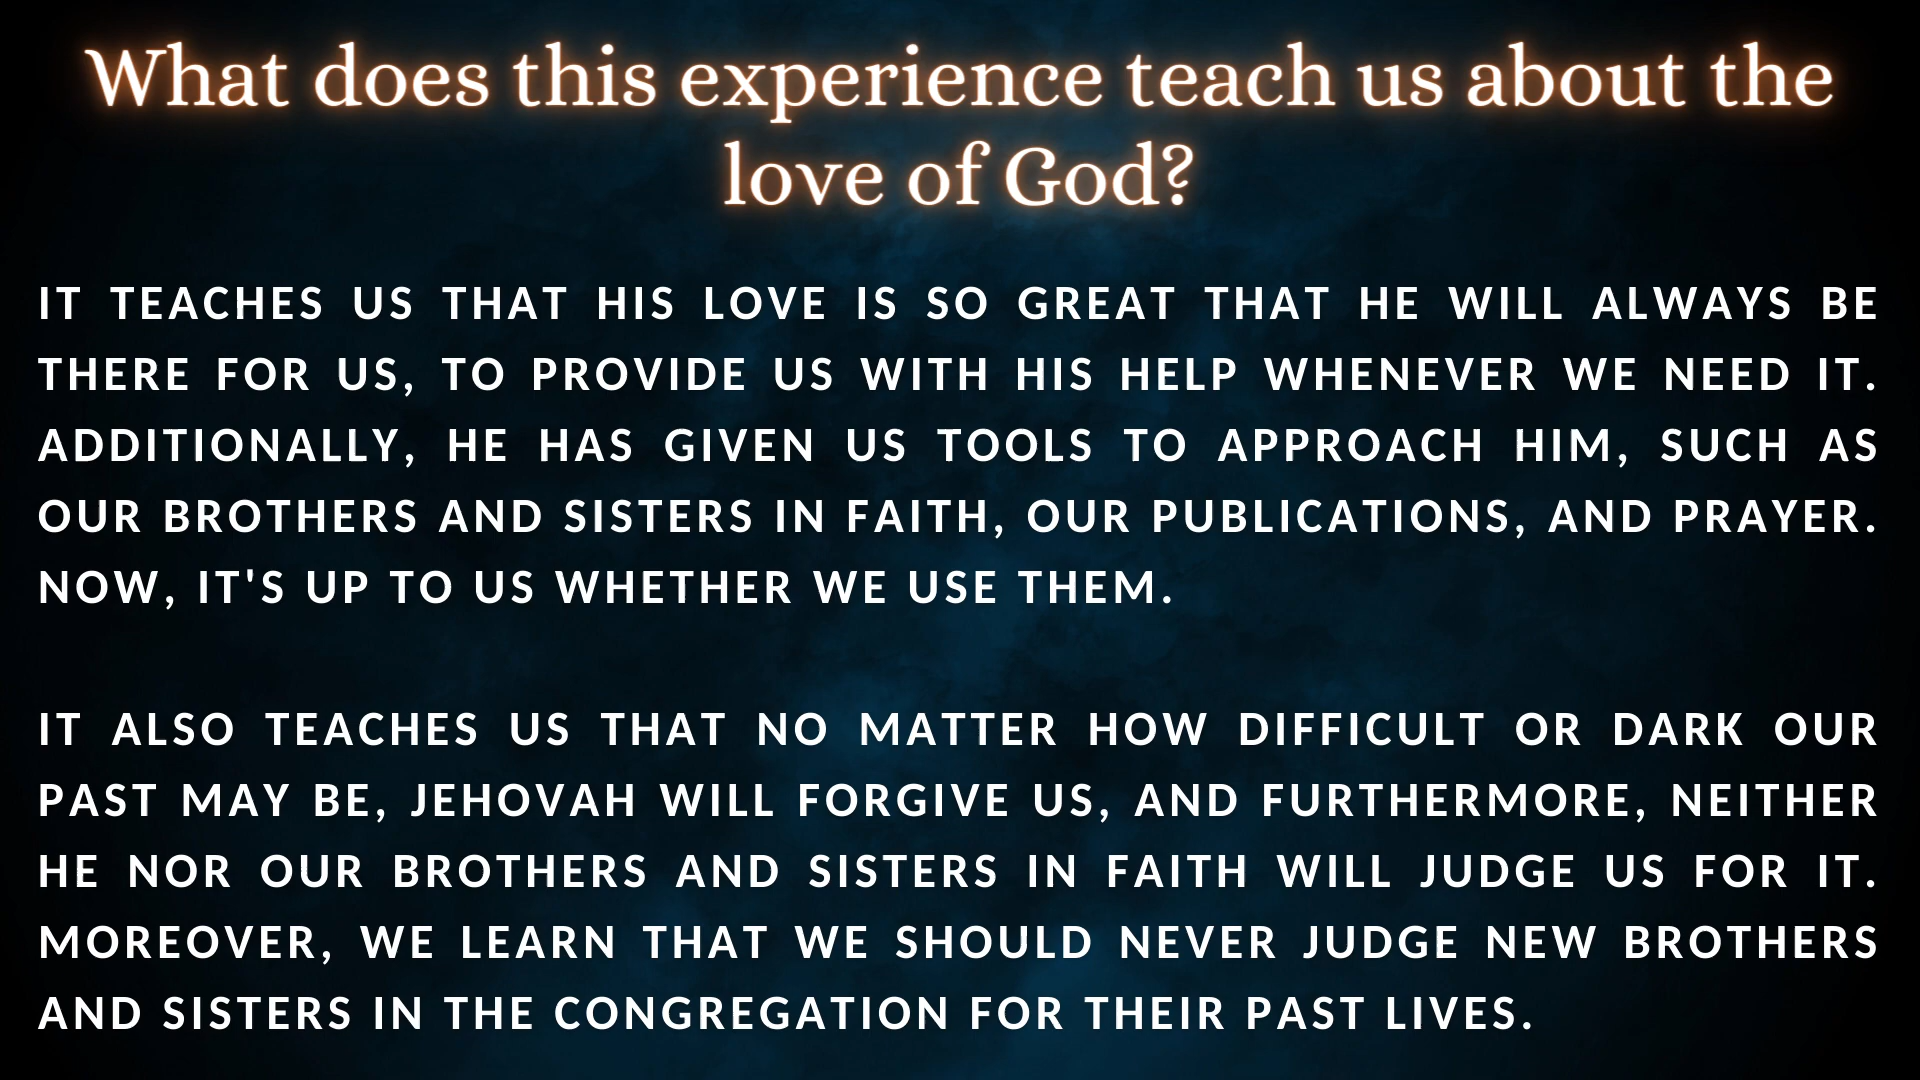 What does this experience teach us about the
love of God?
IT TEACHES US THAT HIS LOVE IS SO GREAT THAT HE WILL ALWAYS BE
THERE FOR US, TO PROVIDE US WITH HIS HELP WHENEVER WE NEED IT.
ADDITIONALLY, HE HAS GIVEN US TOOLS TO APPROACH HIM, SUCH AS
OUR BROTHERS AND SISTERS IN FAITH, OUR PUBLICATIONS, AND PRAYER.
NOW, IT'S UP TO US WHETHER WE USE THEM.
IT ALSO TEACHES US THAT NO MATTER HOW DIFFICULT OR DARK OUR
PAST MAY BE, JEHOVAH WILL FORGIVE US, AND FURTHERMORE, NEITHER
HE NOR OUR BROTHERS AND SISTERS IN FAITH WILL JUDGE US FOR IT.
MOREOVER, WE LEARN THAT WE SHOULD NEVER JUDGE NEW BROTHERS
AND SISTERS IN THE CONGREGATION FOR THEIR PAST LIVES.